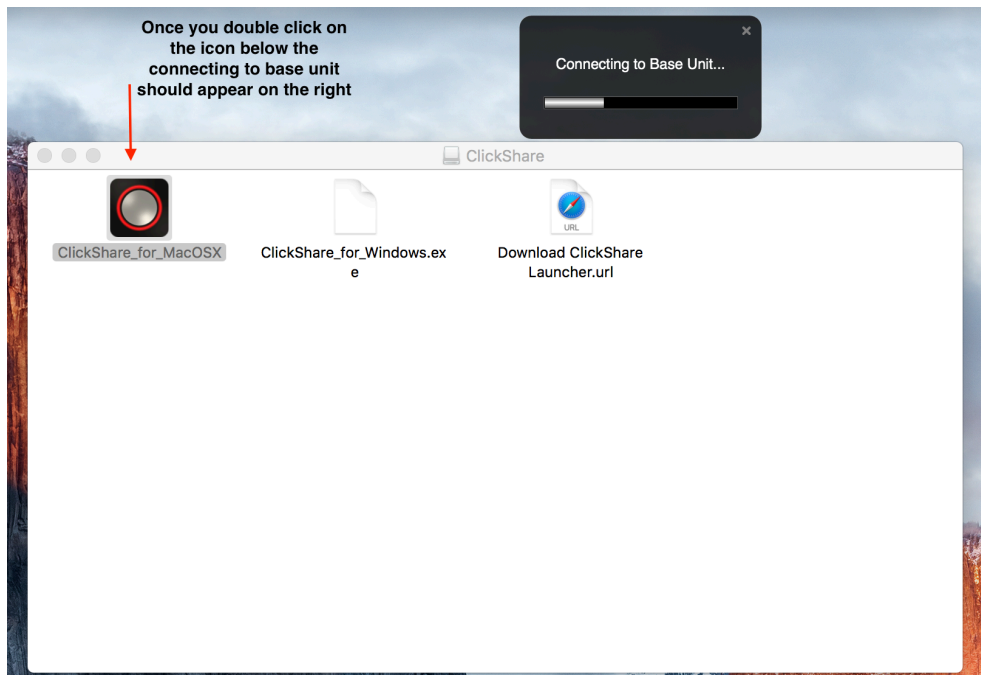 Once you double click on
the icon below the
connecting to base unit
should appear on the right
Connecting to Base Unit...
ClickShare
ClickShare_for_MacOSX
ClickShare_for_Windows.ex
e
URL
Download ClickShare
Launcher.url